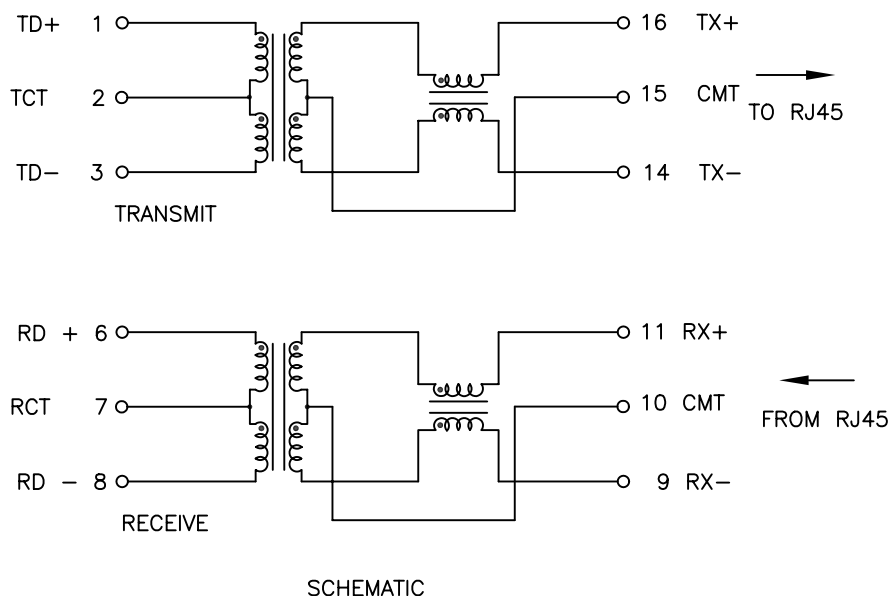 TD+ 1 16 TX+
TCT 2 15 CMT
TO RJ45
TD- 3 14 TX-
TRANSMIT
RD + 6 11 RX+
RCT 7 10 CMT
FROM RJ45
RD - 8 9 RX-
RECEIVE
SCHEMATIC